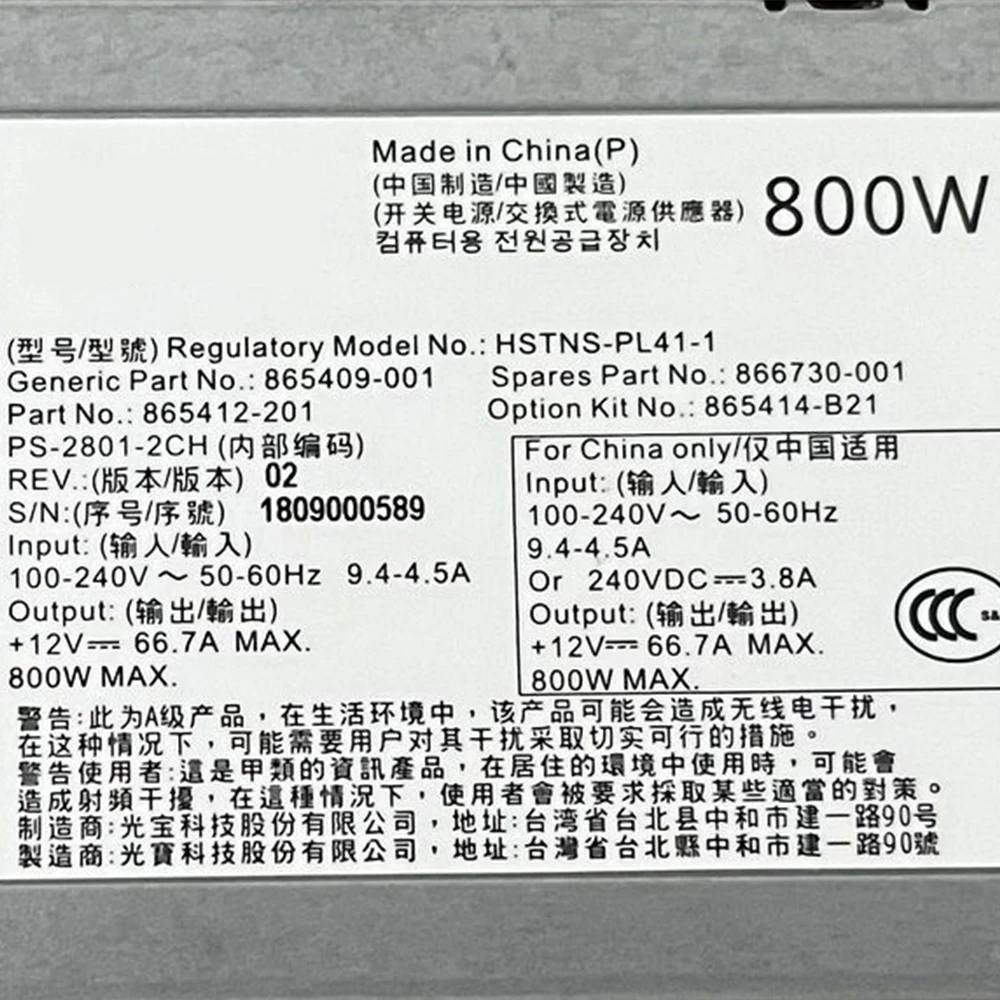 Made in China(P)
(中国制造/中國製造)
(开关电源/交換式電源供應器)
컴퓨터용 전원공급장치
800W
(型号/型號) Regulatory Model No.: HSTNS-PL41-1
Generic Part No.: 865409-001 Spares Part No.: 866730-001
Part No.: 865412-201 Option Kit No.: 865414-B21
PS-2801-2CH (内部编码)
REV.:(版本/版本) 02
S/N:(序号/序號) 1809000589
Input: (输入/輸入)
100-240V～ 50-60Hz 9.4-4.5A
Output: (输出/輸出)
+12V⎓ 66.7A MAX.
800W MAX.
For China only/仅中国适用
Input: (输入/輸入)
100-240V～ 50-60Hz
9.4-4.5A
Or 240VDC⎓3.8A
Output: (输出/輸出)
+12V⎓ 66.7A MAX.
800W MAX.
CCC
警告:此为A级产品，在生活环境中，该产品可能会造成无线电干扰，
在这种情况下，可能需要用户对其干扰采取切实可行的措施。
警告使用者:這是甲類的資訊產品，在居住的環境中使用時，可能會
造成射頻干擾，在這種情況下，使用者會被要求採取某些適當的對策。
制造商:光宝科技股份有限公司，地址:台湾省台北县中和市建一路90号
製造商:光寶科技股份有限公司，地址:台灣省台北縣中和市建一路90號